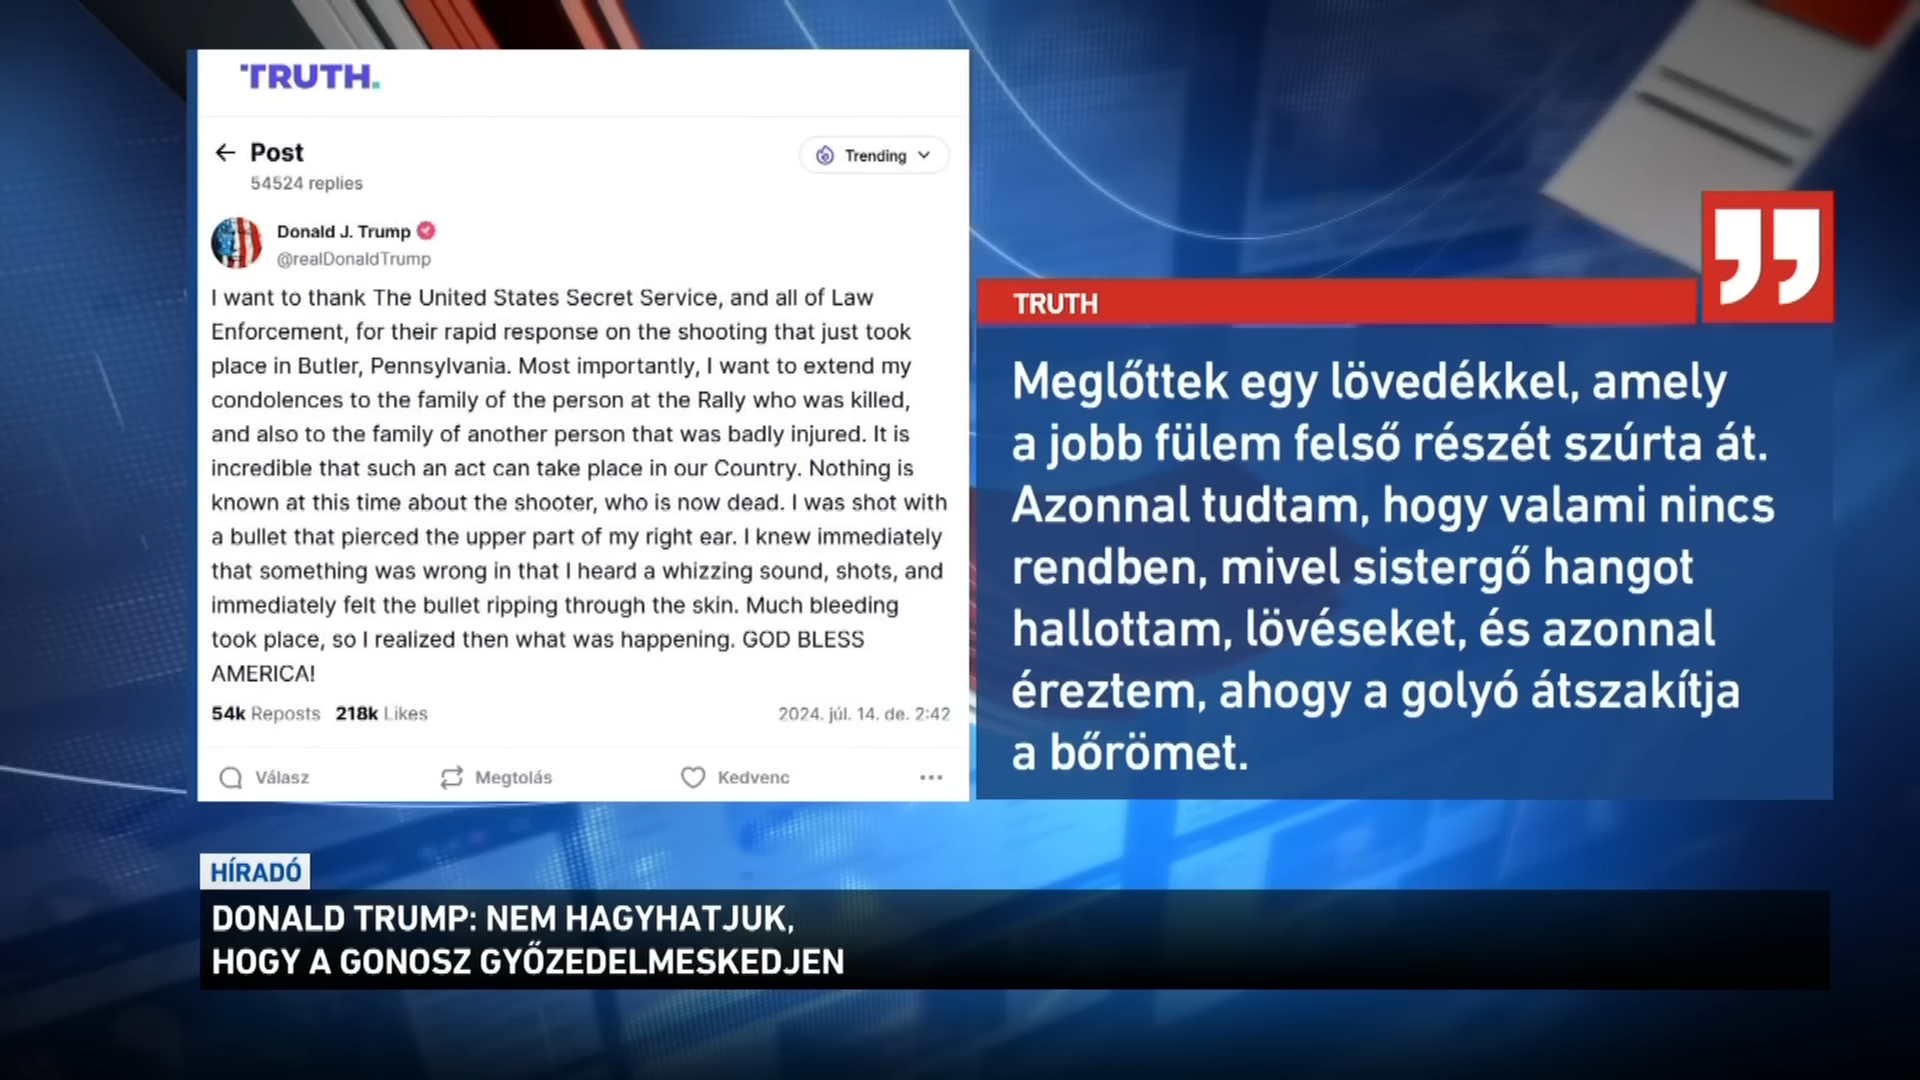 TRUTH.
Post
Trending
54524 replies
Donald J. Trump
@realDonaldTrump
I want to thank The United States Secret Service, and all of Law
Enforcement, for their rapid response on the shooting that just took
place in Butler, Pennsylvania. Most importantly, I want to extend my
condolences to the family of the person at the Rally who was killed,
and also to the family of another person that was badly injured. It is
incredible that such an act can take place in our Country. Nothing is
known at this time about the shooter, who is now dead. I was shot with
a bullet that pierced the upper part of my right ear. I knew immediately
that something was wrong in that I heard a whizzing sound, shots, and
immediately felt the bullet ripping through the skin. Much bleeding
took place, so I realized then what was happening. GOD BLESS
AMERICA!
54k Reposts 218k Likes 2024. júl. 14. de. 2:42
Válasz Megtolás Kedvenc
TRUTH
Meglőttek egy lövedékkel, amely
a jobb fülem felső részét szúrta át.
Azonnal tudtam, hogy valami nincs
rendben, mivel sistergő hangot
hallottam, lövéseket, és azonnal
éreztem, ahogy a golyó átszakítja
a bőrömet.
HÍRADÓ
DONALD TRUMP: NEM HAGYHATJUK,
HOGY A GONOSZ GYŐZEDELMESKEDJEN